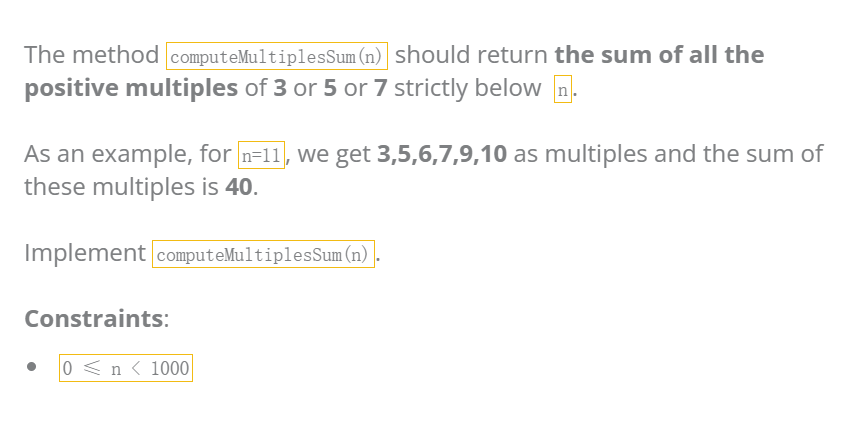 The method computeMultiplesSum(n) should return the sum of all the
positive multiples of 3 or 5 or 7 strictly below n.
As an example, for n=11, we get 3,5,6,7,9,10 as multiples and the sum of
these multiples is 40.
Implement computeMultiplesSum(n).
Constraints:
• 0 ⩽ n < 1000